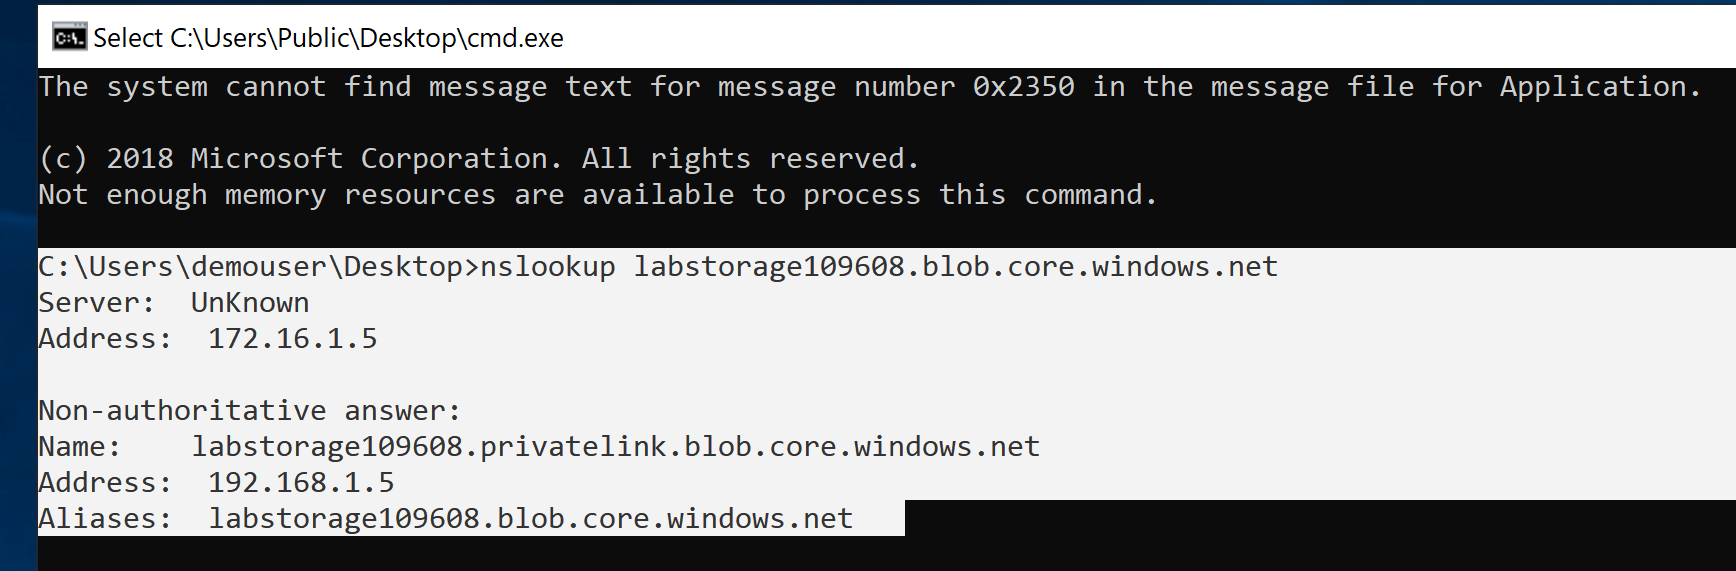 Select C:\Users\Public\Desktop\cmd.exe
The system cannot find message text for message number 0x2350 in the message file for Application.
(c) 2018 Microsoft Corporation. All rights reserved.
Not enough memory resources are available to process this command.
C:\Users\demouser\Desktop>nslookup labstorage109608.blob.core.windows.net
Server:  UnKnown
Address:  172.16.1.5
Non-authoritative answer:
Name:    labstorage109608.privatelink.blob.core.windows.net
Address:  192.168.1.5
Aliases:  labstorage109608.blob.core.windows.net